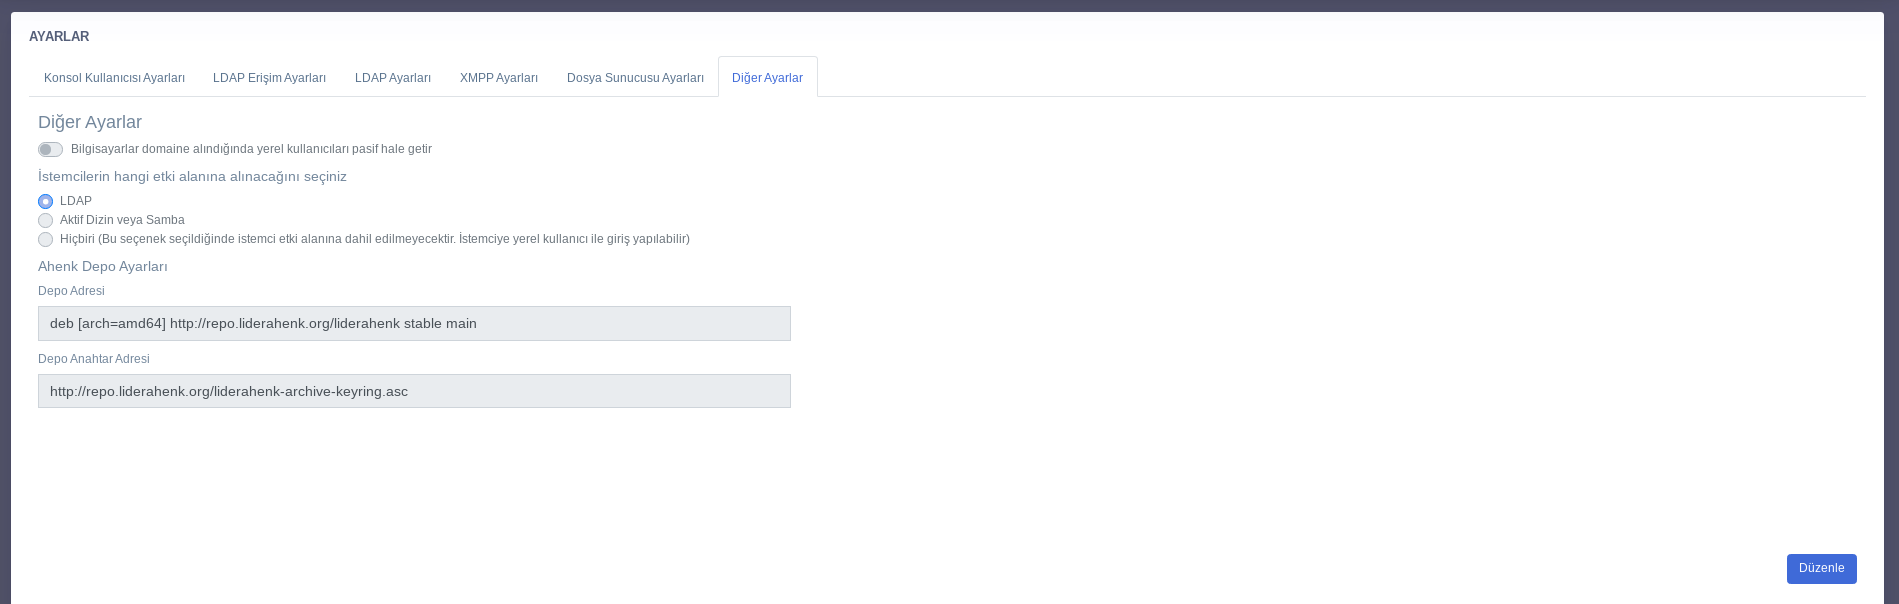 AYARLAR
Konsol Kullanıcısı Ayarları LDAP Erişim Ayarları LDAP Ayarları XMPP Ayarları Dosya Sunucusu Ayarları Diğer Ayarlar
Diğer Ayarlar
Bilgisayarlar domaine alındığında yerel kullanıcıları pasif hale getir
İstemcilerin hangi etki alanına alınacağını seçiniz
LDAP
Aktif Dizin veya Samba
Hiçbiri (Bu seçenek seçildiğinde istemci etki alanına dahil edilmeyecektir. İstemciye yerel kullanıcı ile giriş yapılabilir)
Ahenk Depo Ayarları
Depo Adresi
deb [arch=amd64] http://repo.liderahenk.org/liderahenk stable main
Depo Anahtar Adresi
http://repo.liderahenk.org/liderahenk-archive-keyring.asc
Düzenle